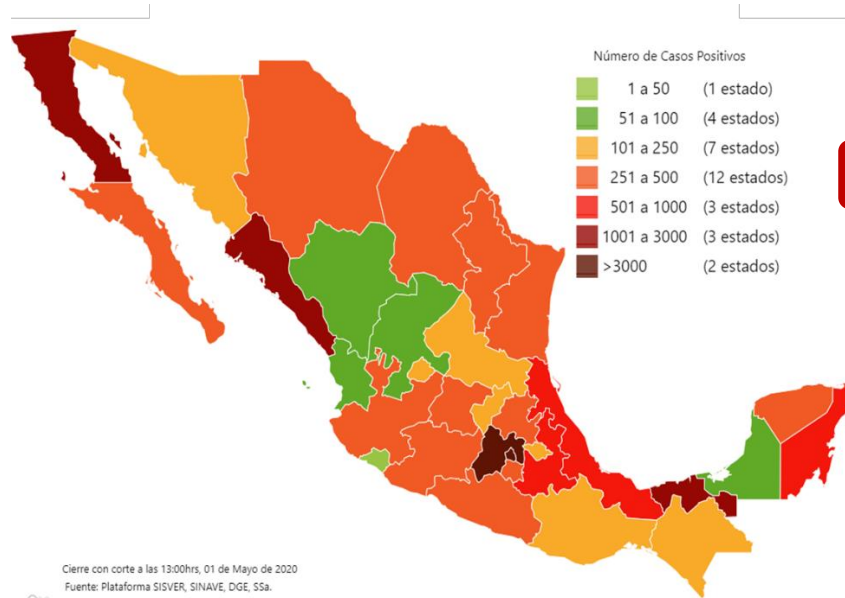 Número de Casos Positivos
1 a 50 (1 estado)
51 a 100 (4 estados)
101 a 250 (7 estados)
251 a 500 (12 estados)
501 a 1000 (3 estados)
1001 a 3000 (3 estados)
>3000 (2 estados)
Cierre con corte a las 13:00hrs, 01 de Mayo de 2020
Fuente: Plataforma SISVER, SINAVE, DGE, SSa.